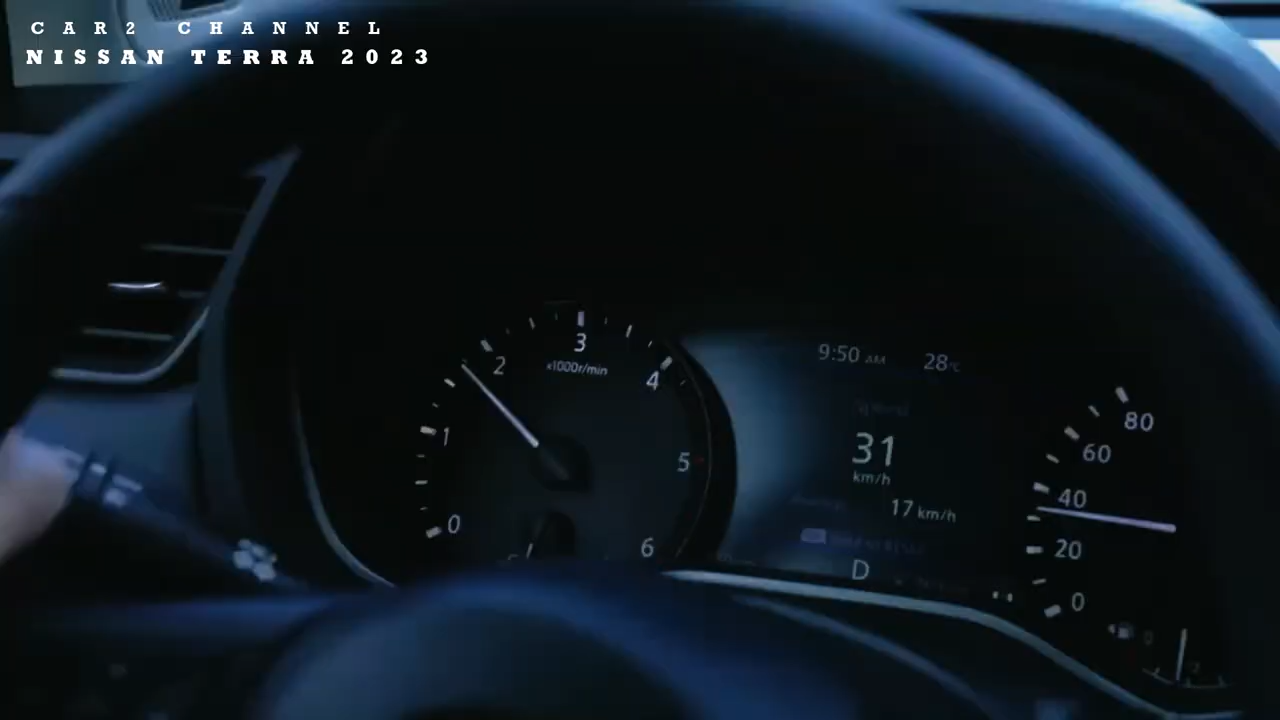 CAR2 CHANNEL
NISSAN TERRA 2023
9:50 AM 28°C
31
km/h
17 km/h
D
0
1
2
3
4
5
6
x1000r/min
80
60
40
20
0